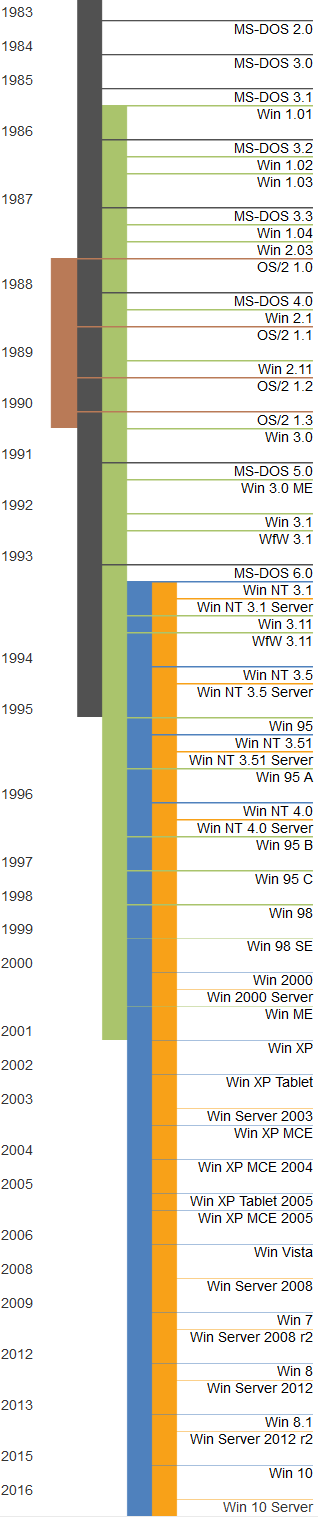 1983
MS-DOS 2.0
1984
MS-DOS 3.0
1985
MS-DOS 3.1
Win 1.01
1986
MS-DOS 3.2
Win 1.02
Win 1.03
1987
MS-DOS 3.3
Win 1.04
Win 2.03
OS/2 1.0
1988
MS-DOS 4.0
Win 2.1
OS/2 1.1
1989
Win 2.11
OS/2 1.2
1990
OS/2 1.3
Win 3.0
1991
MS-DOS 5.0
Win 3.0 ME
1992
Win 3.1
WfW 3.1
1993
MS-DOS 6.0
Win NT 3.1
Win NT 3.1 Server
Win 3.11
WfW 3.11
1994
Win NT 3.5
Win NT 3.5 Server
1995
Win 95
Win NT 3.51
Win NT 3.51 Server
Win 95 A
1996
Win NT 4.0
Win NT 4.0 Server
Win 95 B
1997
Win 95 C
1998
Win 98
1999
Win 98 SE
2000
Win 2000
Win 2000 Server
Win ME
2001
Win XP
2002
Win XP Tablet
2003
Win Server 2003
Win XP MCE
2004
Win XP MCE 2004
2005
Win XP Tablet 2005
Win XP MCE 2005
2006
Win Vista
2008
Win Server 2008
2009
Win 7
Win Server 2008 r2
2012
Win 8
Win Server 2012
2013
Win 8.1
Win Server 2012 r2
2015
Win 10
2016
Win 10 Server